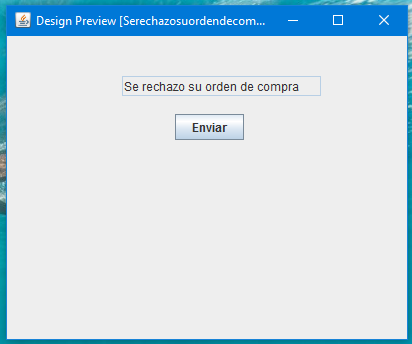 Design Preview [Serechazosuordendecom...
Se rechazo su orden de compra
Enviar